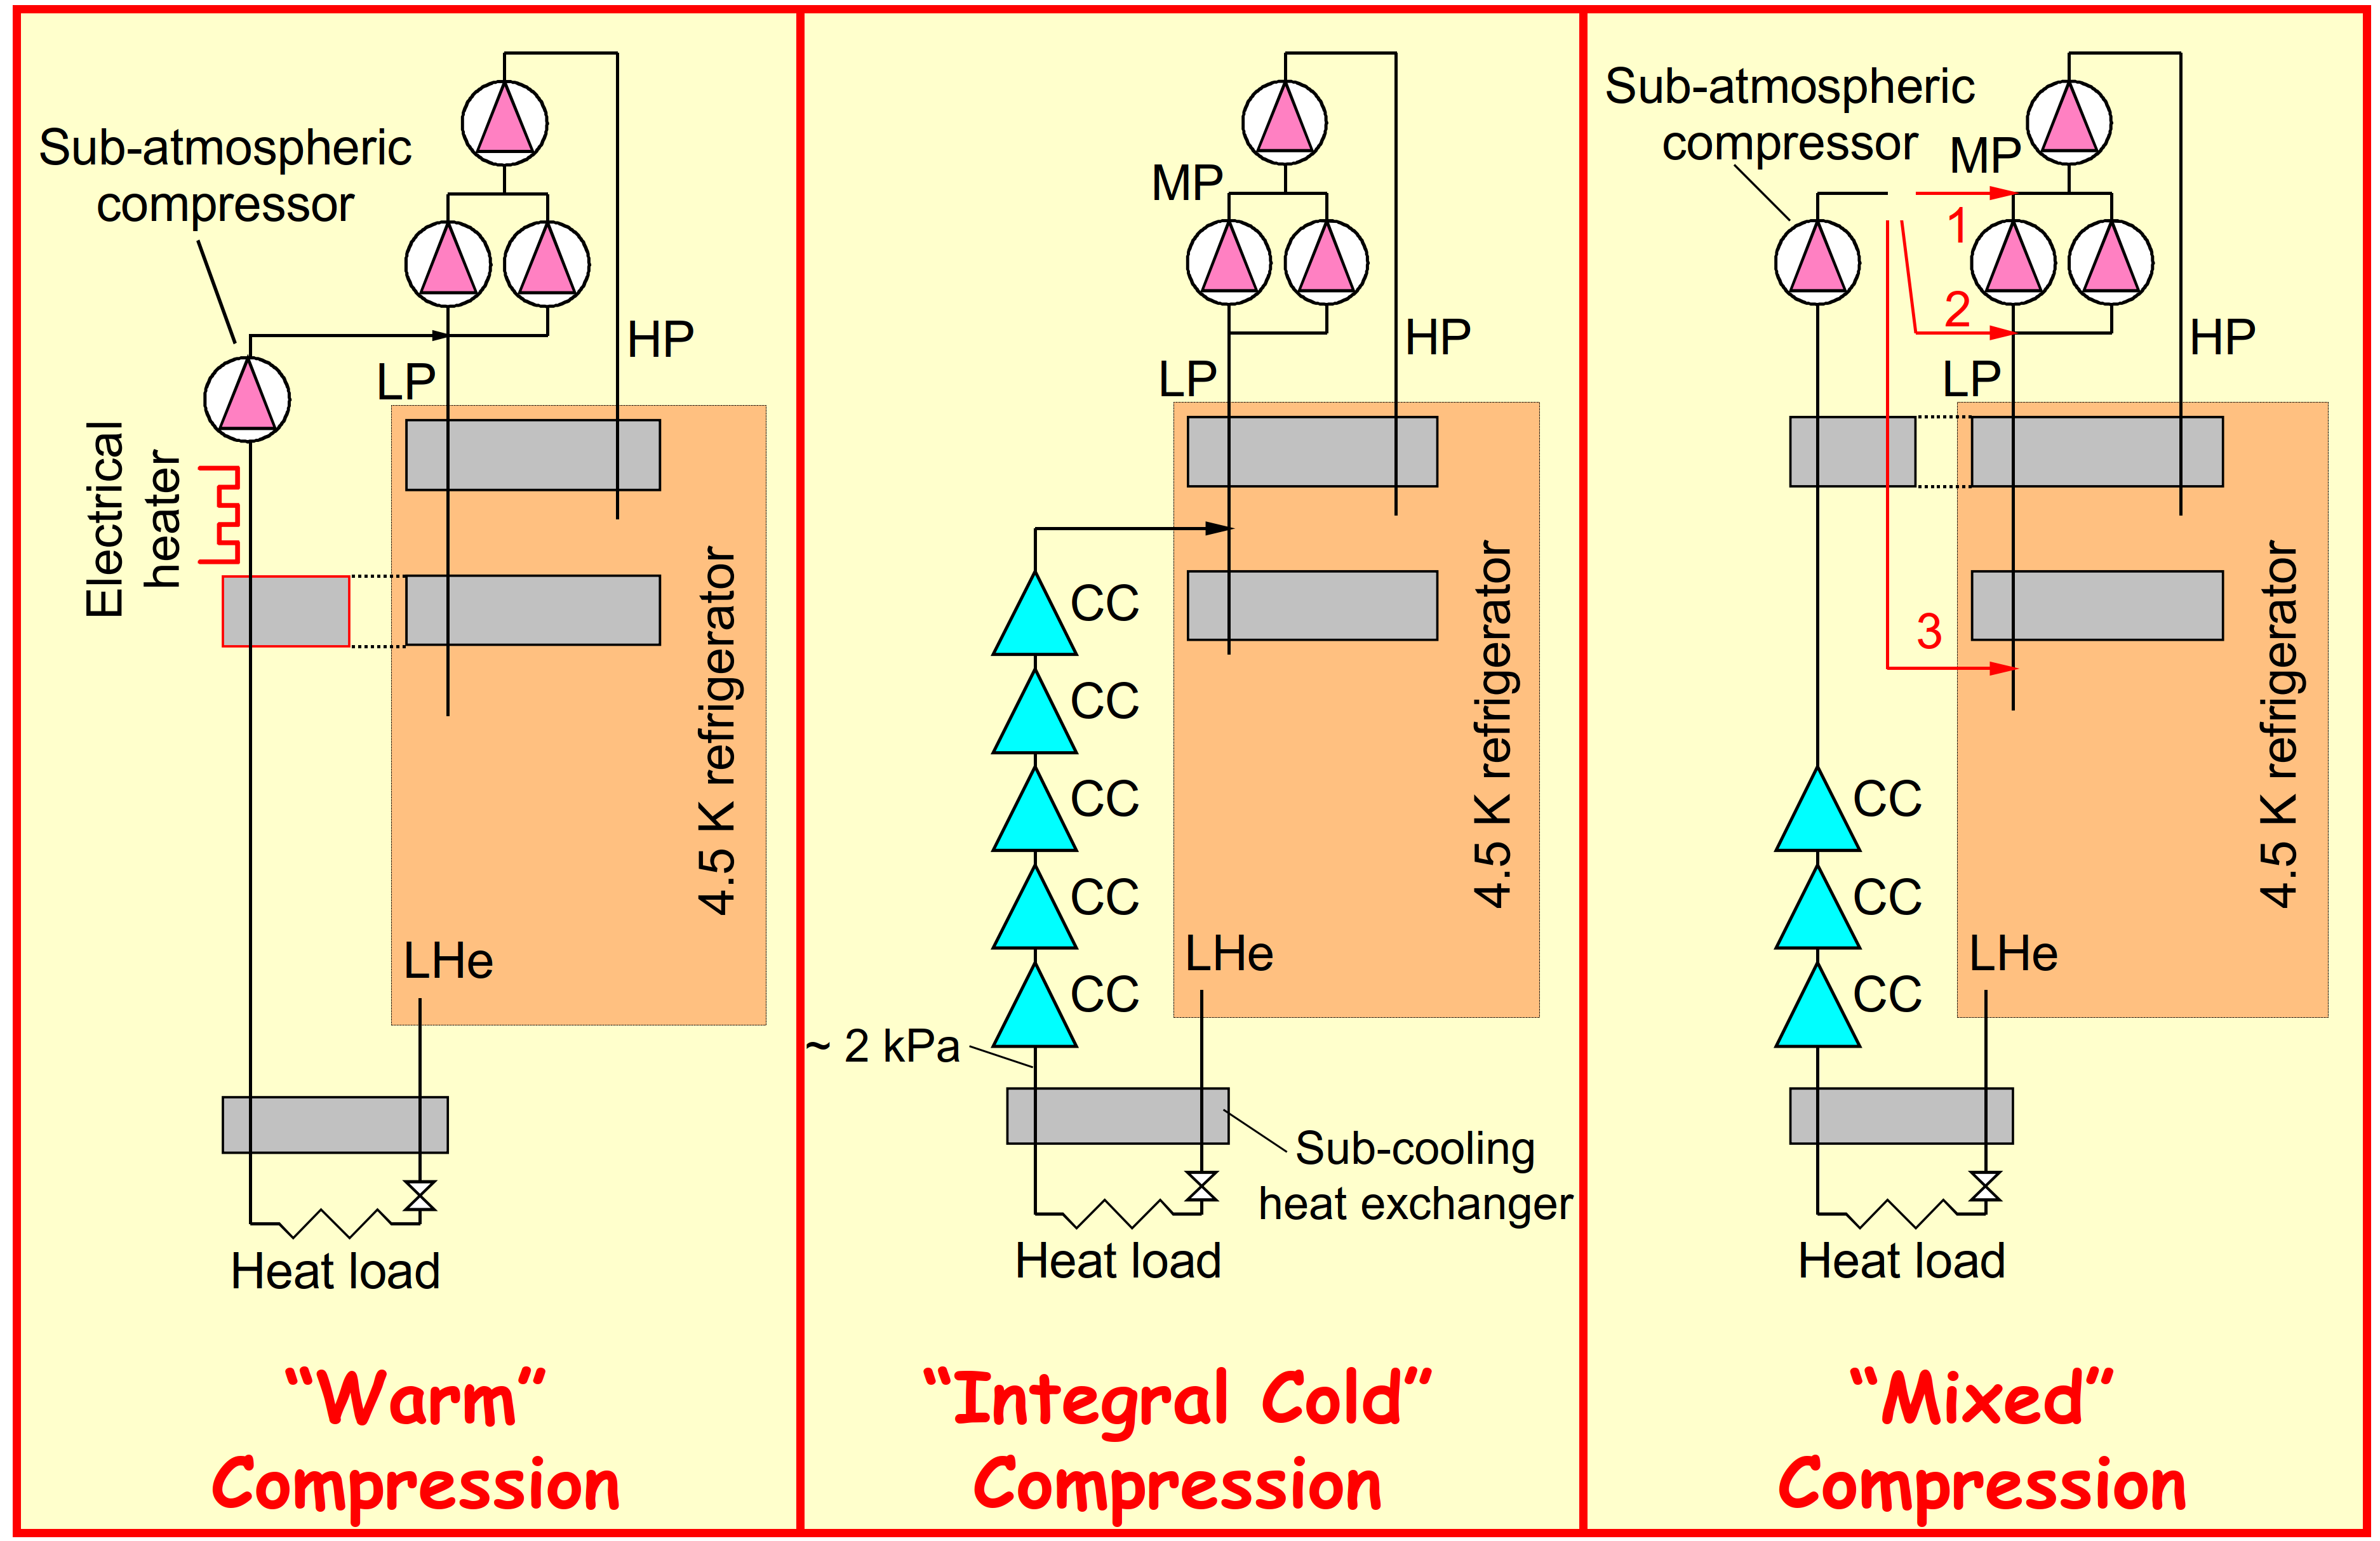 Sub-atmospheric
compressor
LP
HP
Electrical
heater
4.5 K refrigerator
LHe
Heat load
“Warm”
Compression
MP
HP
LP
CC
CC
CC
CC
CC
4.5 K refrigerator
LHe
~ 2 kPa
Sub-cooling
heat exchanger
Heat load
“Integral Cold”
Compression
Sub-atmospheric
compressor
MP
1
2
HP
LP
3
4.5 K refrigerator
CC
CC
CC
LHe
Heat load
“Mixed”
Compression